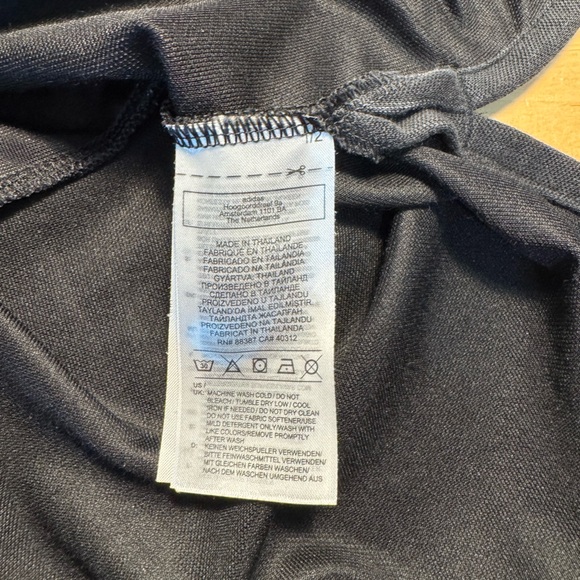 1/2
adidas
Hoogoorddreef 9a
Amsterdam 1101 BA
The Netherlands
MADE IN THAILAND
FABRIQUÉ EN THAÏLANDE
FABRICADO EN TAILANDIA
FABRICADO NA TAILÂNDIA
GYÁRTVA: THAILAND
ПРОИЗВЕДЕНО В ТАЙЛАНД
СДЕЛАНО В ТАИЛАНДЕ
PROIZVEDENO U TAJLANDU
TAYLAND'DA İMAL EDİLMİŞTİR.
ТАЙЛАНДТА ЖАСАЛҒАН.
PROIZVEDENO NA TAJLANDU
FABRICAT ÎN THAILANDA
RN# 88387 CA# 40312
30
US /
UK: MACHINE WASH COLD / DO NOT
BLEACH / TUMBLE DRY LOW / COOL
IRON IF NEEDED / DO NOT DRY CLEAN
DO NOT USE FABRIC SOFTENER/USE
MILD DETERGENT ONLY/WASH WITH
LIKE COLORS/REMOVE PROMPTLY
AFTER WASH
D: KEINEN WEICHSPUELER VERWENDEN/
BITTE FEINWASCHMITTEL VERWENDEN/
MIT GLEICHEN FARBEN WASCHEN/
NACH DEM WASCHEN UMGEHEND AUS